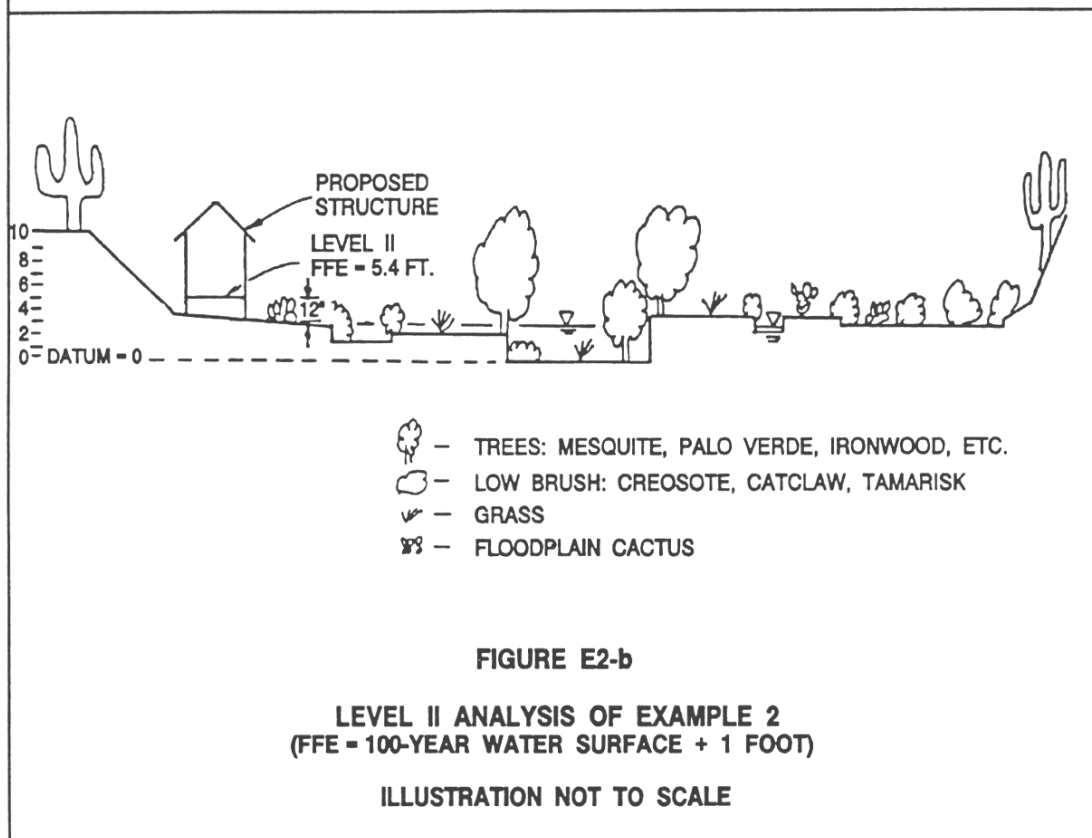 PROPOSED
STRUCTURE
LEVEL II
FFE = 5.4 FT.
12"
10
8
6
4
2
0
DATUM = 0
— TREES: MESQUITE, PALO VERDE, IRONWOOD, ETC.
— LOW BRUSH: CREOSOTE, CATCLAW, TAMARISK
— GRASS
— FLOODPLAIN CACTUS
FIGURE E2-b
LEVEL II ANALYSIS OF EXAMPLE 2
(FFE = 100-YEAR WATER SURFACE + 1 FOOT)
ILLUSTRATION NOT TO SCALE